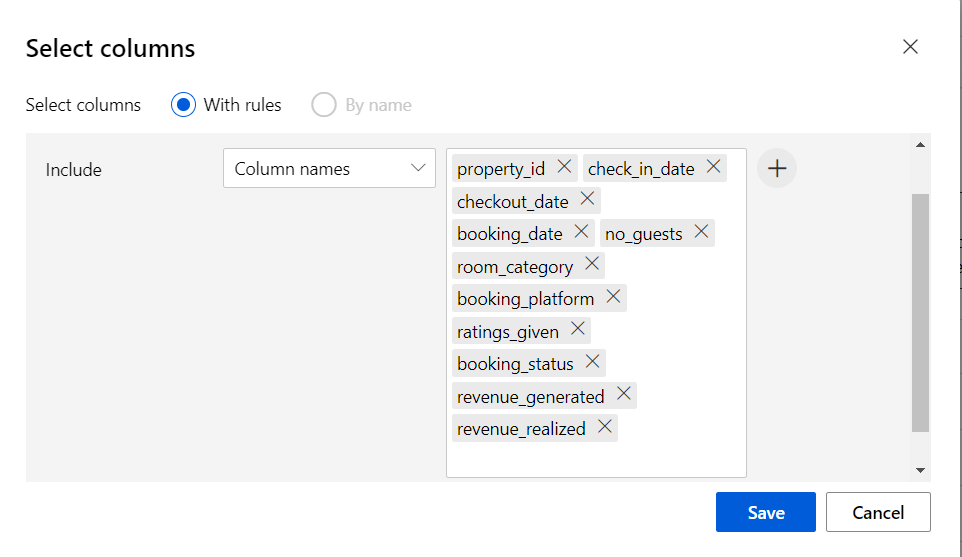 Select columns
Select columns With rules By name
Include Column names property_id check_in_date
checkout_date
booking_date no_guests
room_category
booking_platform
ratings_given
booking_status
revenue_generated
revenue_realized
Save Cancel